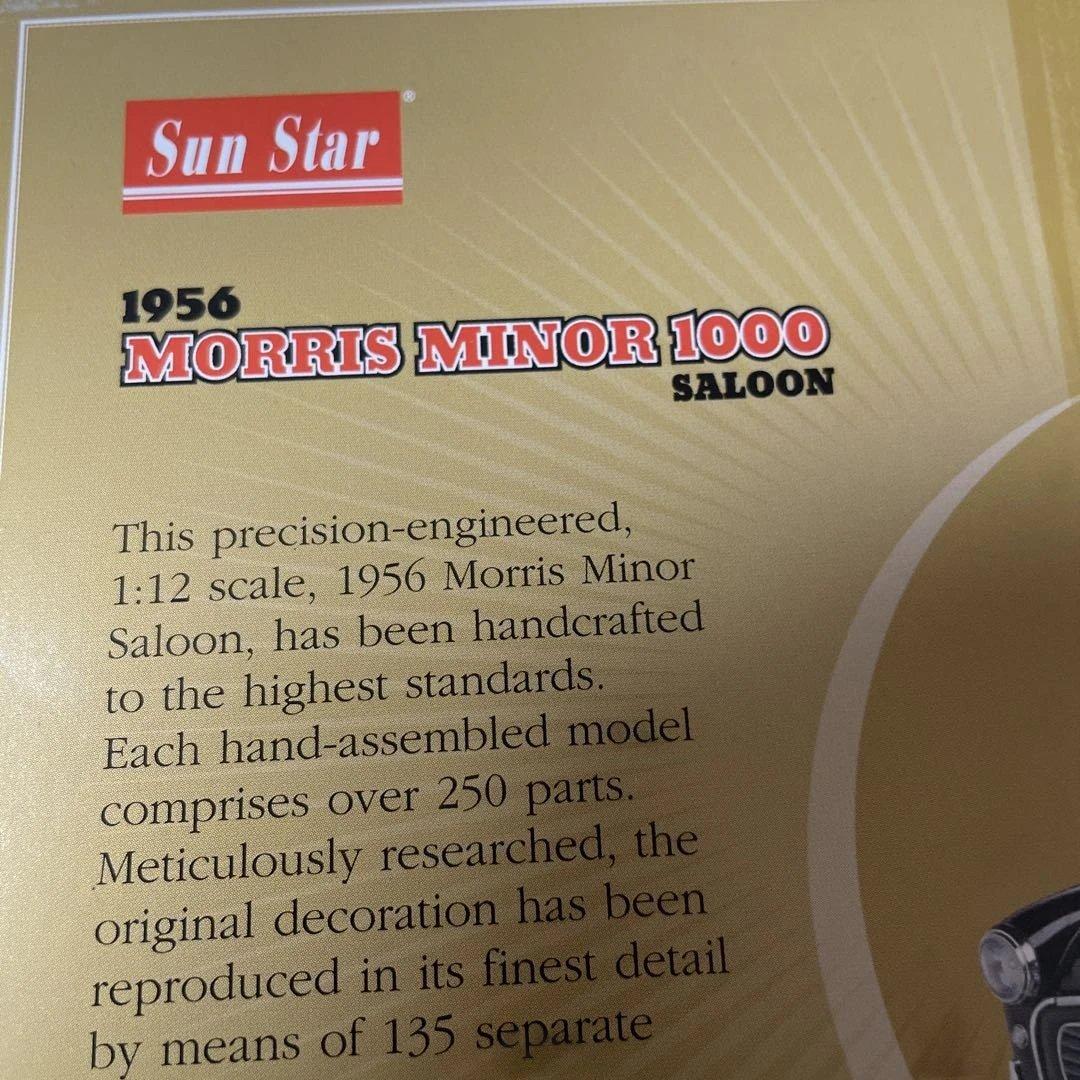 Sun Star®
1956
MORRIS MINOR 1000
SALOON
This precision-engineered,
1:12 scale, 1956 Morris Minor
Saloon, has been handcrafted
to the highest standards.
Each hand-assembled model
comprises over 250 parts.
Meticulously researched, the
original decoration has been
reproduced in its finest detail
by means of 135 separate